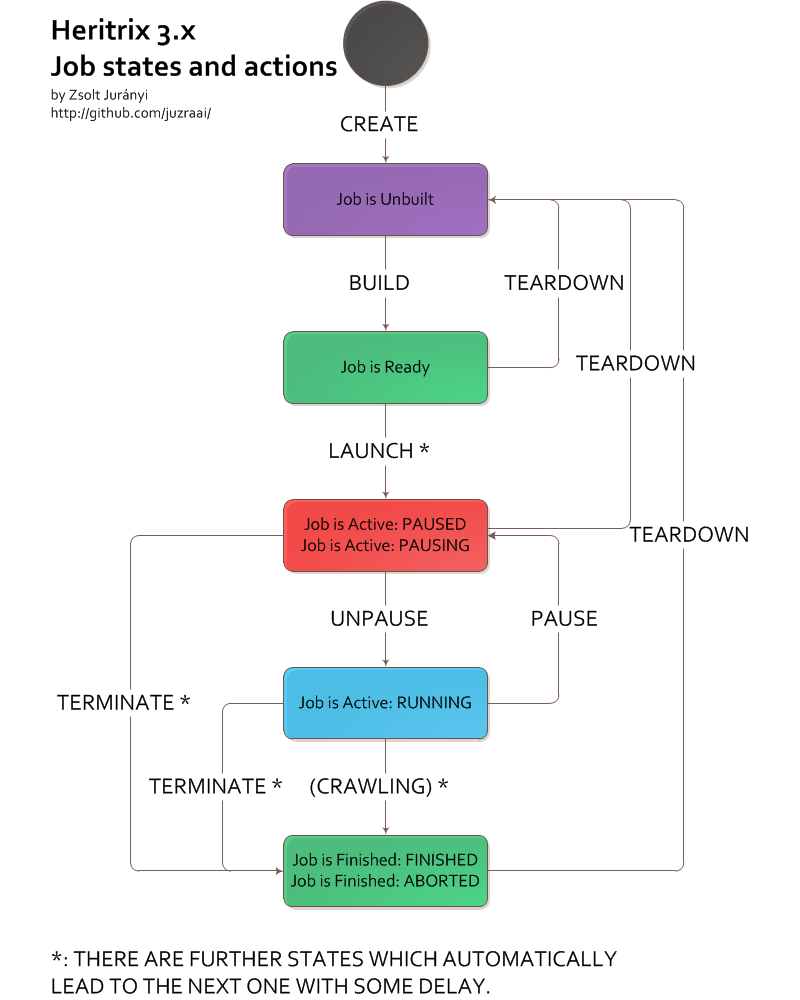 Heritrix 3.x
Job states and actions
by Zsolt Jurányi
http://github.com/juzraai/
CREATE
Job is Unbuilt
BUILD
TEARDOWN
Job is Ready
TEARDOWN
LAUNCH *
Job is Active: PAUSED
Job is Active: PAUSING
TEARDOWN
UNPAUSE
PAUSE
Job is Active: RUNNING
TERMINATE *
TERMINATE *
(CRAWLING) *
Job is Finished: FINISHED
Job is Finished: ABORTED
*: THERE ARE FURTHER STATES WHICH AUTOMATICALLY
LEAD TO THE NEXT ONE WITH SOME DELAY.